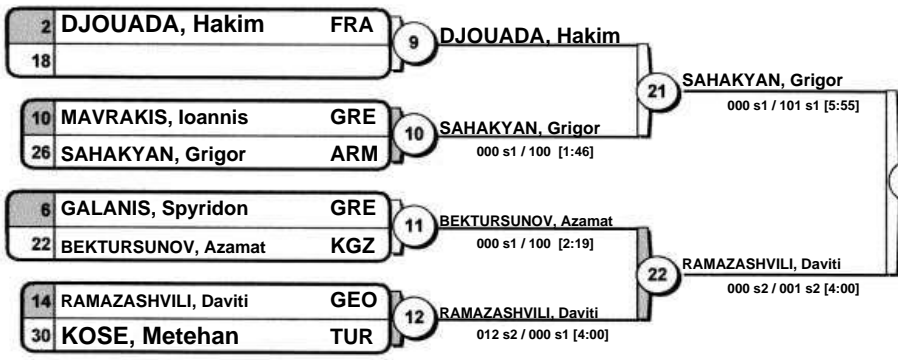 2 DJOUADA, Hakim FRA
18
9
DJOUADA, Hakim
10 MAVRAKIS, Ioannis GRE
26 SAHAKYAN, Grigor ARM
10
SAHAKYAN, Grigor
000 s1 / 100 [1:46]
21
SAHAKYAN, Grigor
000 s1 / 101 s1 [5:55]
6 GALANIS, Spyridon GRE
22 BEKTURSUNOV, Azamat KGZ
11
BEKTURSUNOV, Azamat
000 s1 / 100 [2:19]
14 RAMAZASHVILI, Daviti GEO
30 KOSE, Metehan TUR
12
RAMAZASHVILI, Daviti
012 s2 / 000 s1 [4:00]
22
RAMAZASHVILI, Daviti
000 s2 / 001 s2 [4:00]